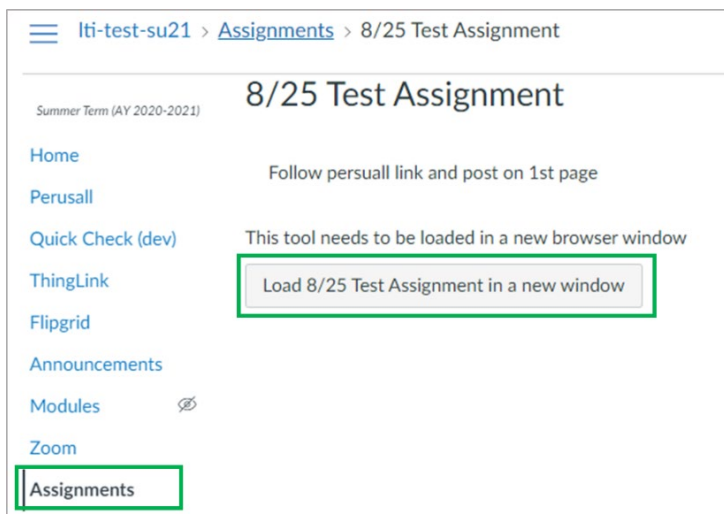 lti-test-su21 > Assignments > 8/25 Test Assignment
Summer Term (AY 2020-2021)
8/25 Test Assignment
Home
Perusall
Quick Check (dev)
ThingLink
Flipgrid
Announcements
Modules
Zoom
Assignments
Follow persuall link and post on 1st page
This tool needs to be loaded in a new browser window
Load 8/25 Test Assignment in a new window